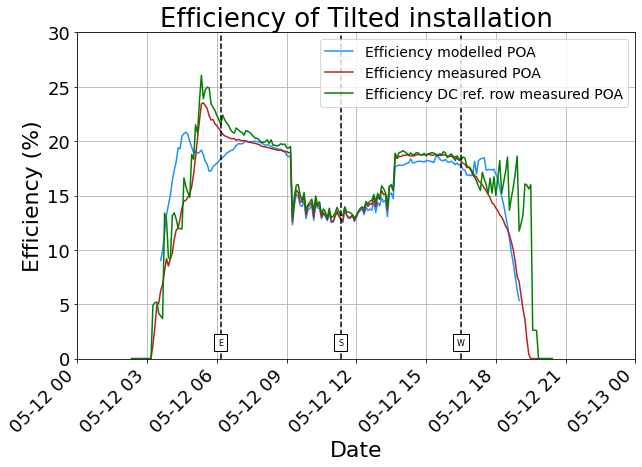 Efficiency of Tilted installation
Efficiency modelled POA
Efficiency measured POA
Efficiency DC ref. row measured POA
Efficiency (%)
30
25
20
15
10
5
0
E
S
W
05-12 00
05-12 03
05-12 06
05-12 09
05-12 12
05-12 15
05-12 18
05-12 21
05-13 00
Date